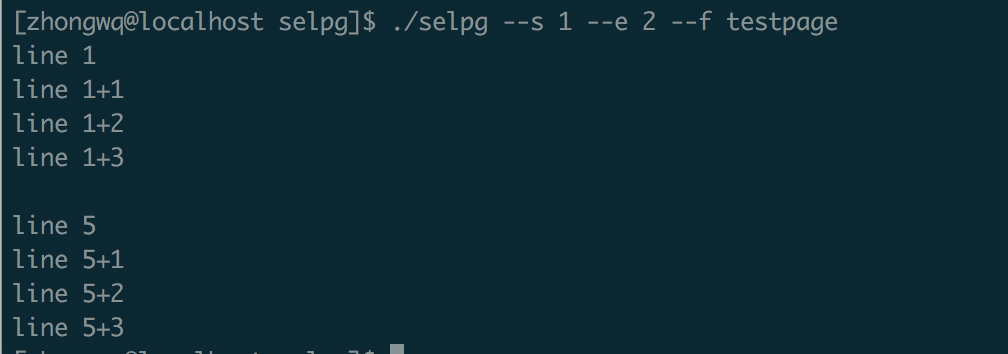 [zhongwq@localhost selpg]$ ./selpg --s 1 --e 2 --f testpage
line 1
line 1+1
line 1+2
line 1+3
line 5
line 5+1
line 5+2
line 5+3